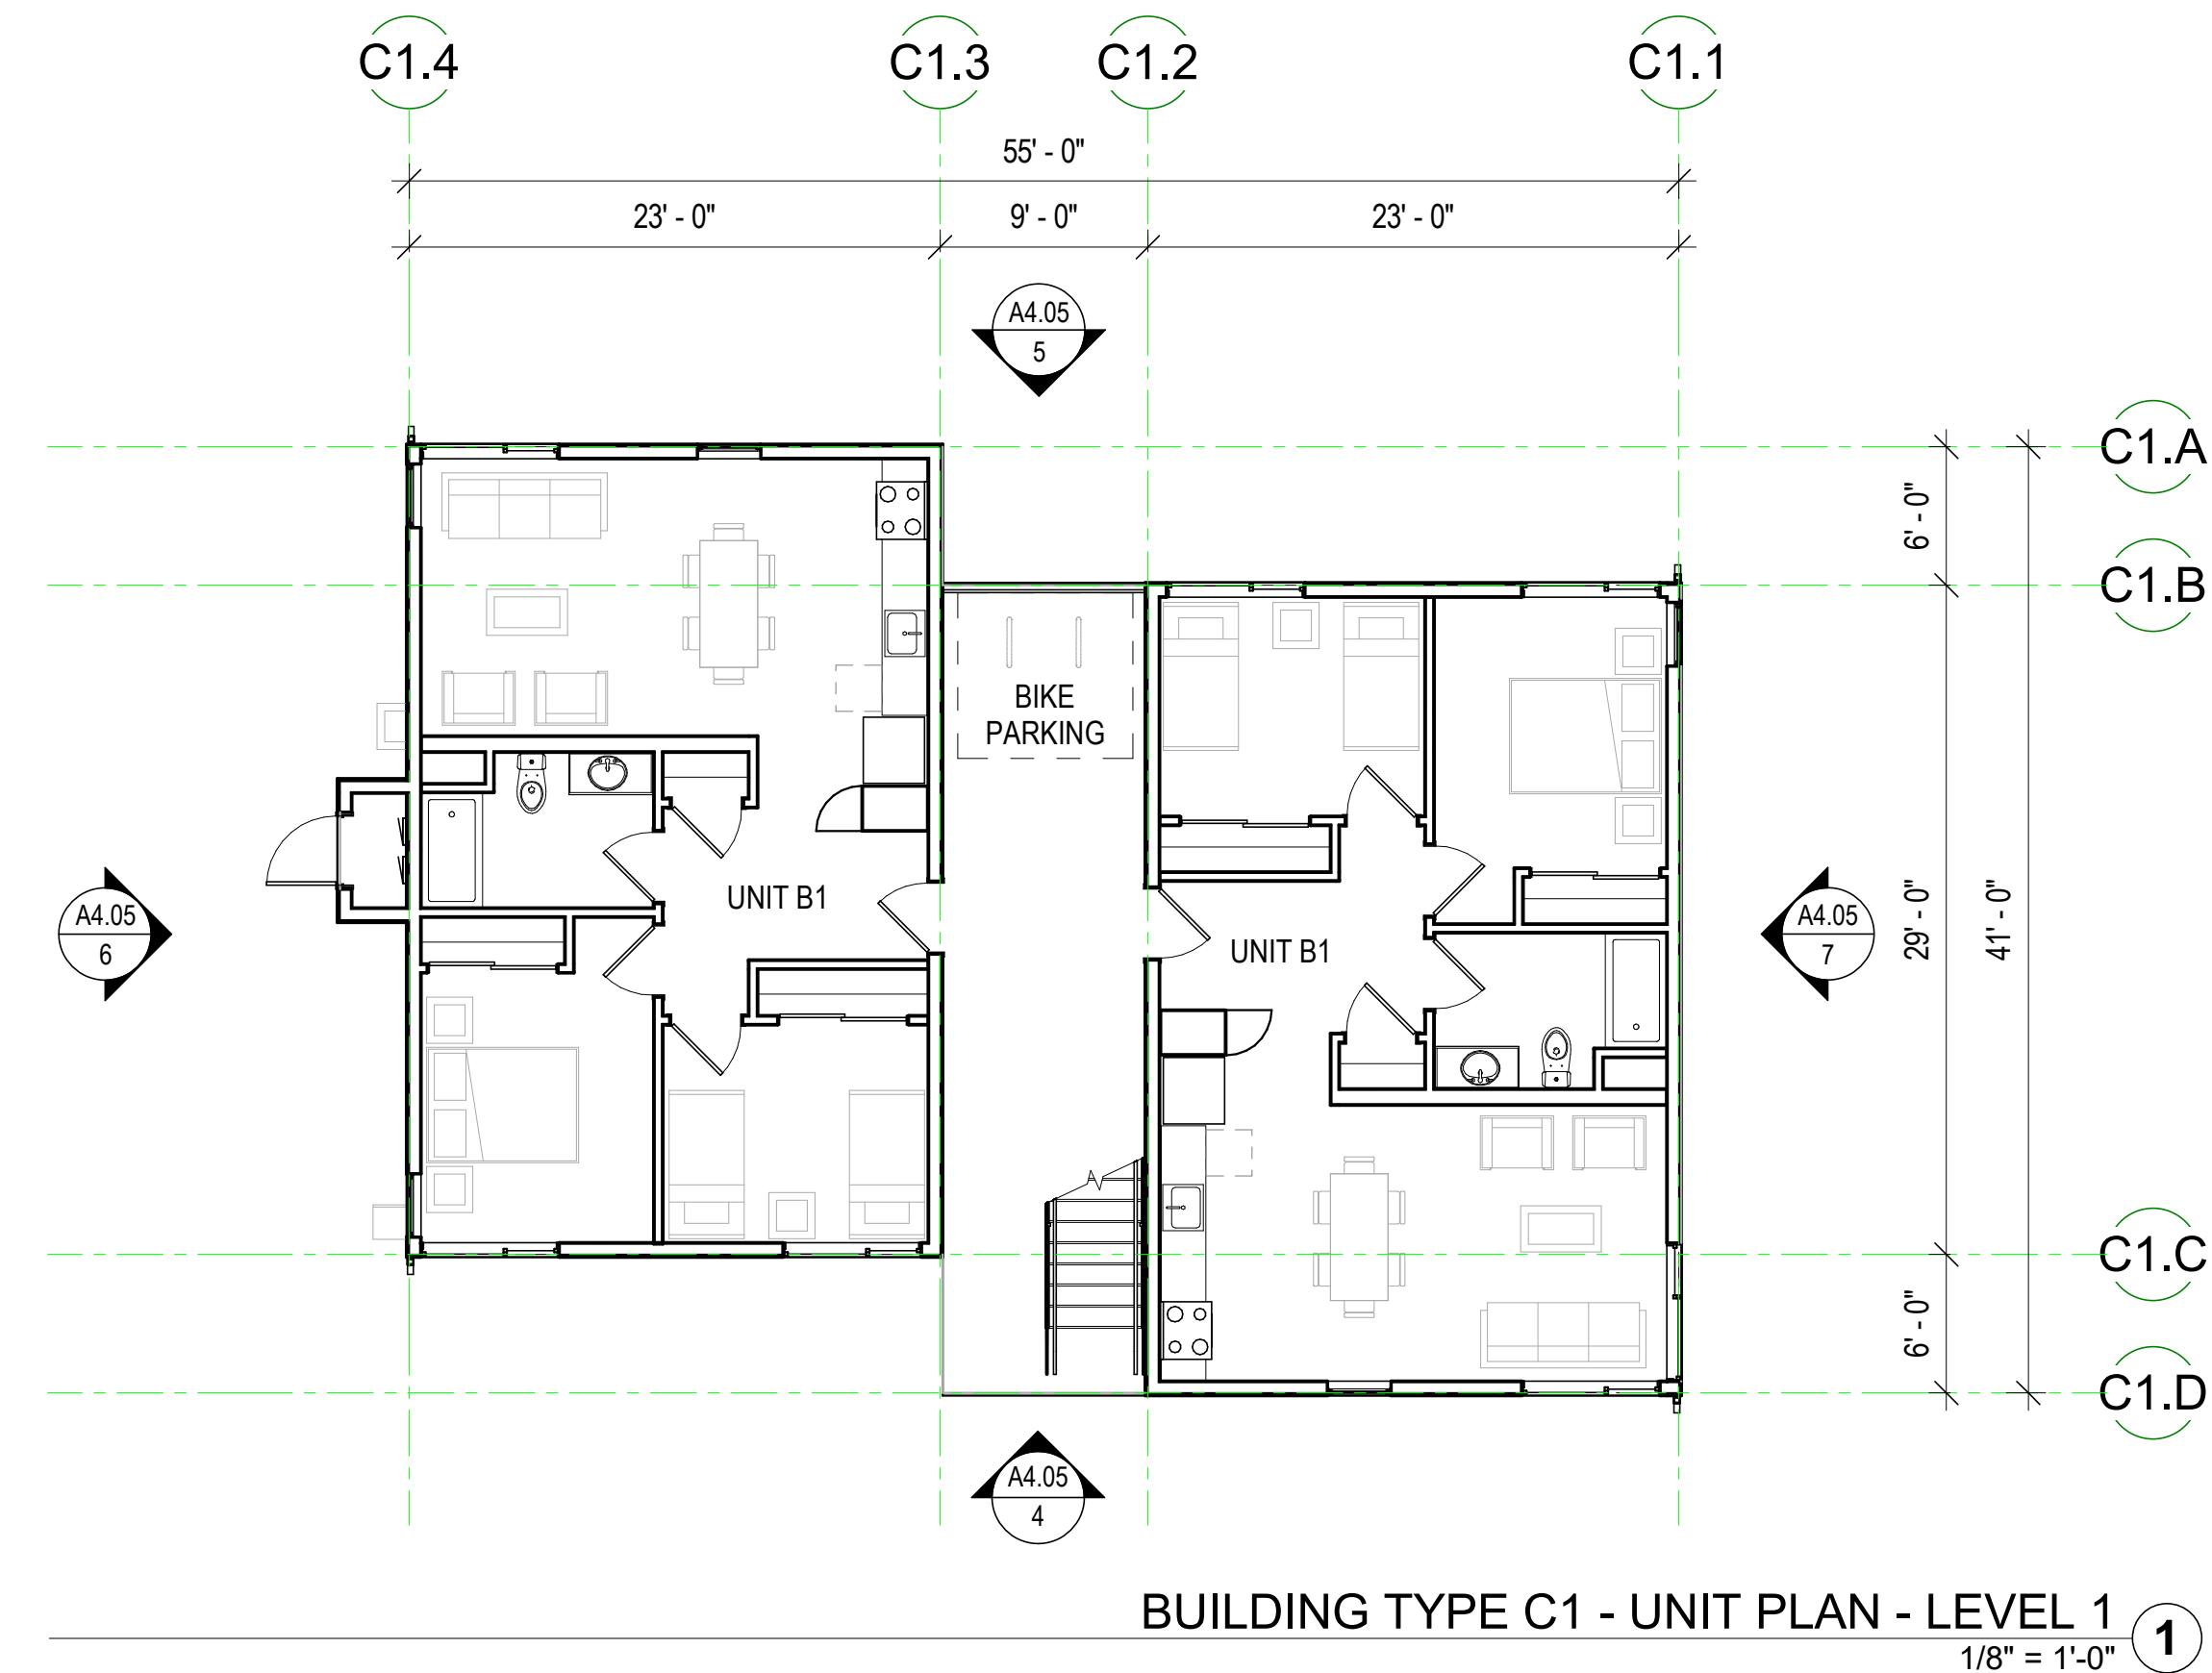 C1.4 C1.3 C1.2 C1.1
55' - 0"
23' - 0" 9' - 0" 23' - 0"
A4.05
5
C1.A
6' - 0"
C1.B
BIKE
PARKING
UNIT B1
A4.05
6
UNIT B1
A4.05
7
29' - 0"
41' - 0"
C1.C
6' - 0"
C1.D
A4.05
4
BUILDING TYPE C1 - UNIT PLAN - LEVEL 1
1
1/8" = 1'-0"